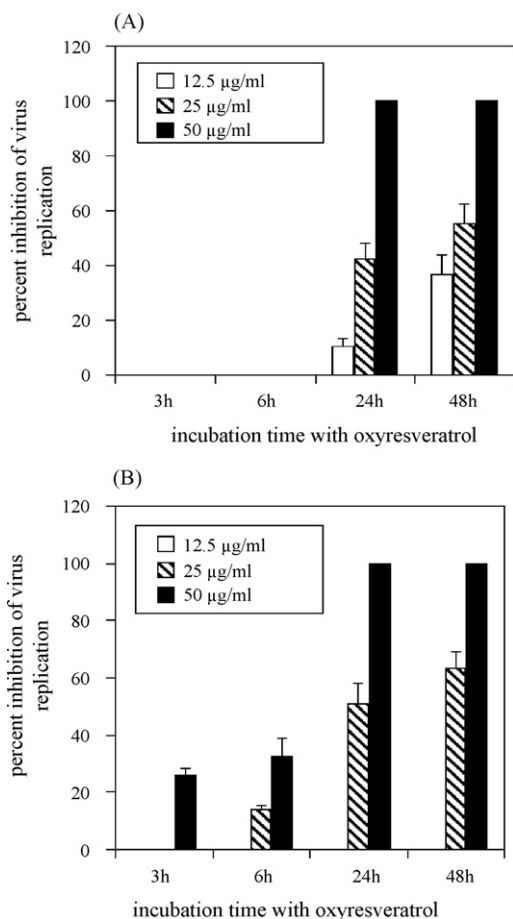 (A)
120
100
80
60
40
20
0
percent inhibition of virus
replication
12.5 µg/ml
25 µg/ml
50 µg/ml
3h 6h 24h 48h
incubation time with oxyresveratrol
(B)
120
100
80
60
40
20
0
percent inhibition of virus
replication
12.5 µg/ml
25 µg/ml
50 µg/ml
3h 6h 24h 48h
incubation time with oxyresveratrol